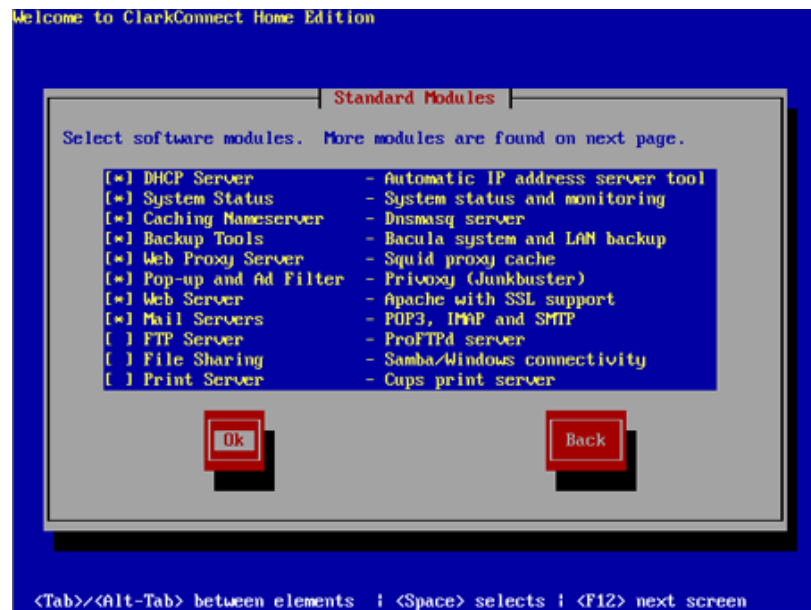 Welcome to ClarkConnect Home Edition
Standard Modules
Select software modules.  More modules are found on next page.
[*] DHCP Server - Automatic IP address server tool
[*] System Status - System status and monitoring
[*] Caching Nameserver - Dnsmasq server
[*] Backup Tools - Bacula system and LAN backup
[*] Web Proxy Server - Squid proxy cache
[*] Pop-up and Ad Filter - Privoxy (Junkbuster)
[*] Web Server - Apache with SSL support
[*] Mail Servers - POP3, IMAP and SMTP
[ ] FTP Server - ProFTPd server
[ ] File Sharing - Samba/Windows connectivity
[ ] Print Server - Cups print server
Ok Back
<Tab>/<Alt-Tab> between elements | <Space> selects | <F12> next screen